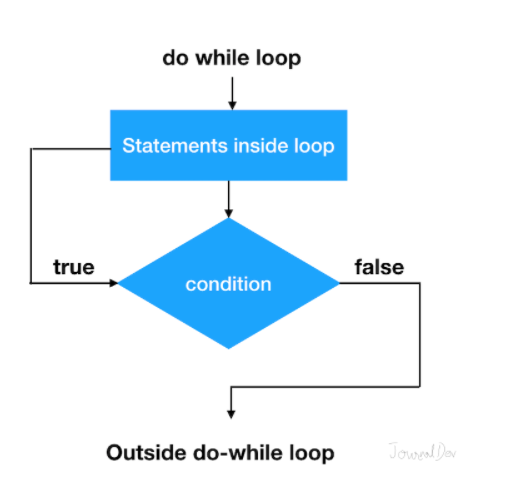 do while loop
Statements inside loop
true
false
condition
Outside do-while loop